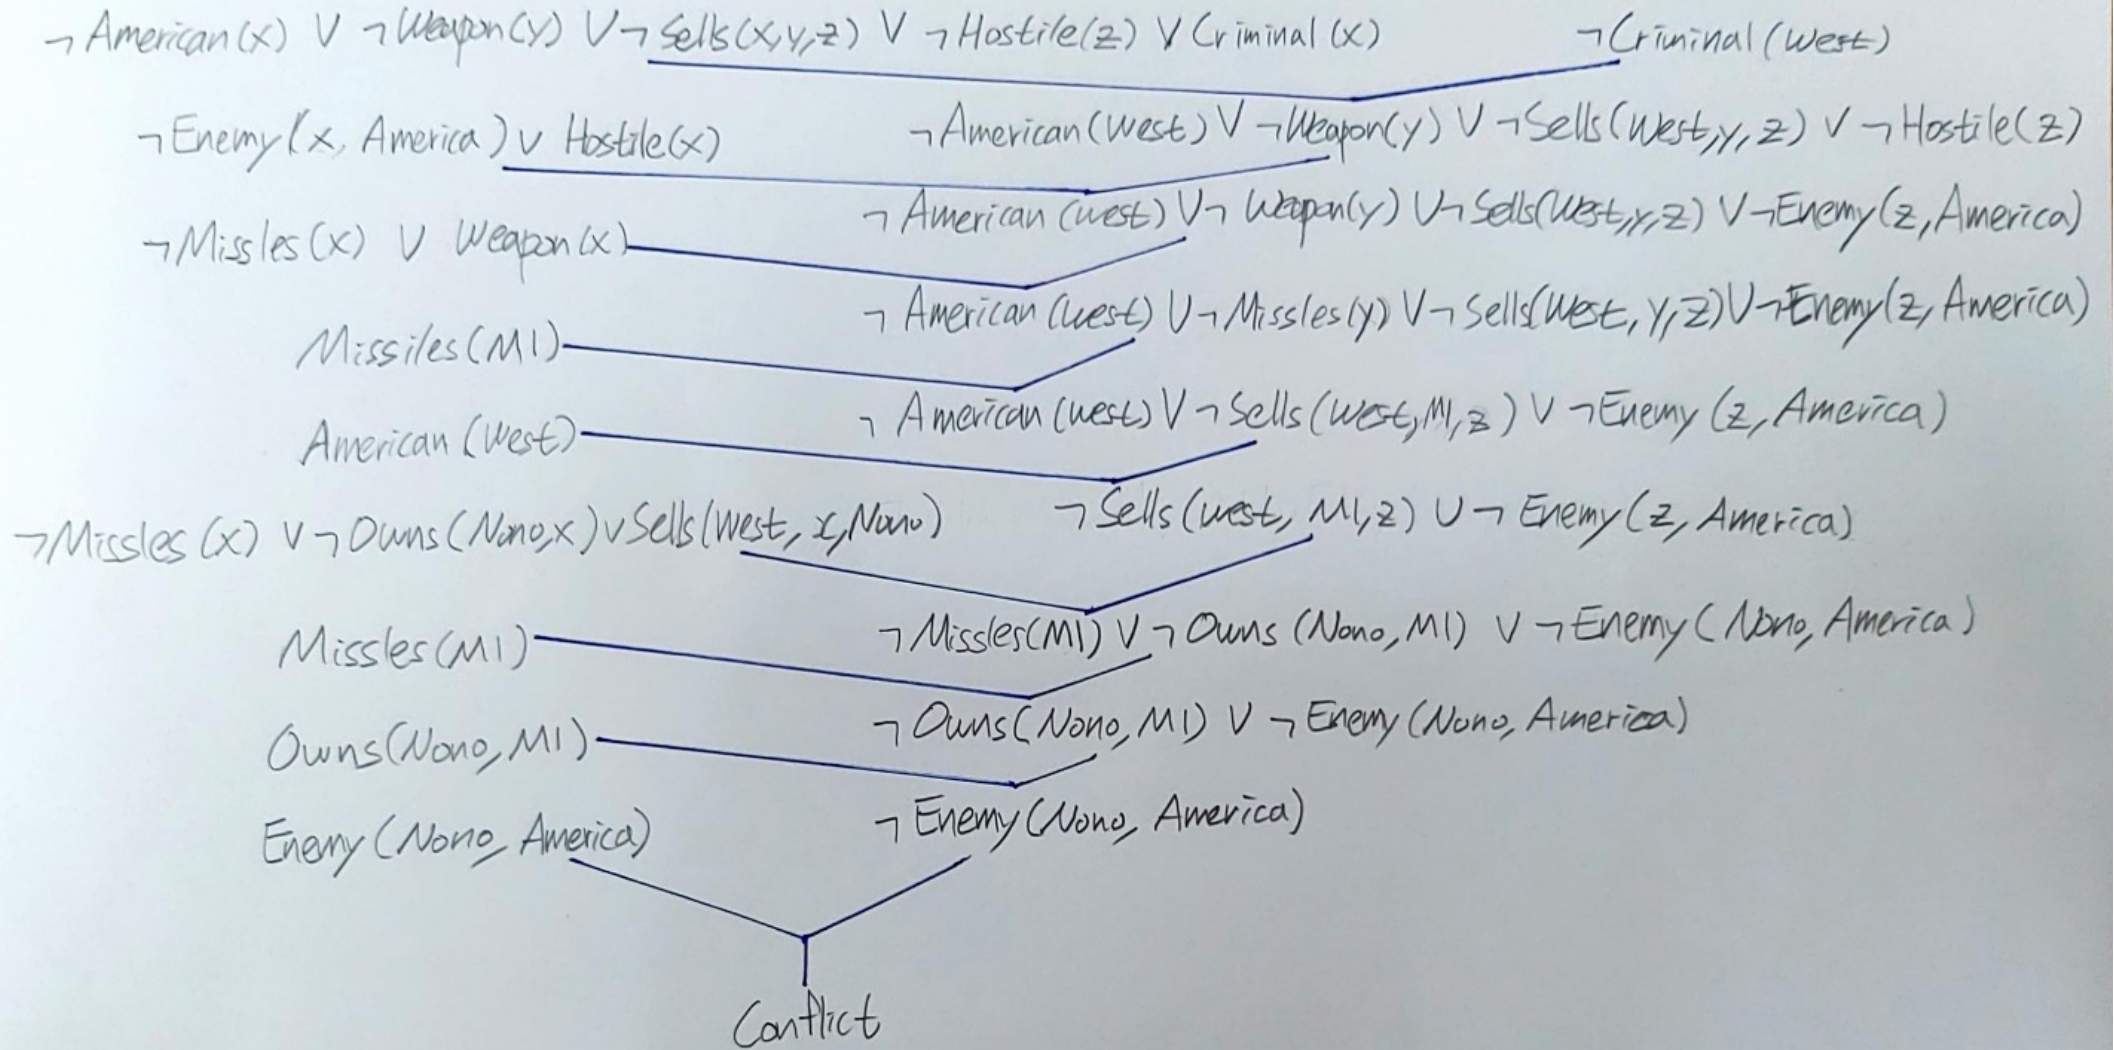 ¬American(x) ∨ ¬Weapon(y) ∨ ¬Sells(x,y,z) ∨ ¬Hostile(z) ∨ Criminal(x) ¬Criminal(West)
¬Enemy(x, America) ∨ Hostile(x) ¬American(West) ∨ ¬Weapon(y) ∨ ¬Sells(West,y,z) ∨ ¬Hostile(z)
¬American(West) ∨ ¬Weapon(y) ∨ ¬Sells(West,y,z) ∨ ¬Enemy(z, America)
¬Missles(x) ∨ Weapon(x)
¬American(West) ∨ ¬Missles(y) ∨ ¬Sells(West, y, z) ∨ ¬Enemy(z, America)
Missiles(M1)
¬American(West) ∨ ¬Sells(West,M1,z) ∨ ¬Enemy(z, America)
American(West)
¬Missles(x) ∨ ¬Owns(Nono,x) ∨ Sells(West, x, Nono) ¬Sells(West, M1,z) ∨ ¬Enemy(z, America)
Missles(M1) ¬Missles(M1) ∨ ¬Owns(Nono,M1) ∨ ¬Enemy(Nono, America)
Owns(Nono,M1) ¬Owns(Nono,M1) ∨ ¬Enemy(Nono, America)
Enemy(Nono, America) ¬Enemy(Nono, America)
Conflict